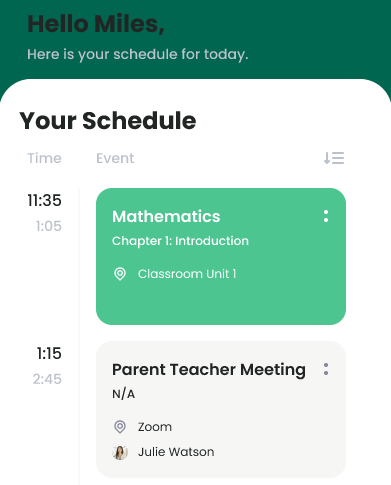 Hello Miles,
Here is your schedule for today.
Your Schedule
Time Event
11:35 Mathematics
1:05 Chapter 1: Introduction
Classroom Unit 1
1:15 Parent Teacher Meeting
2:45 N/A
Zoom
Julie Watson